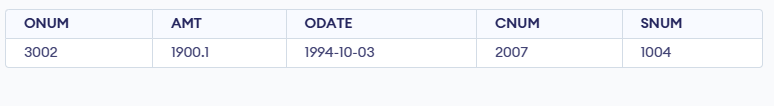 ONUM AMT ODATE CNUM SNUM
3002 1900.1 1994-10-03 2007 1004